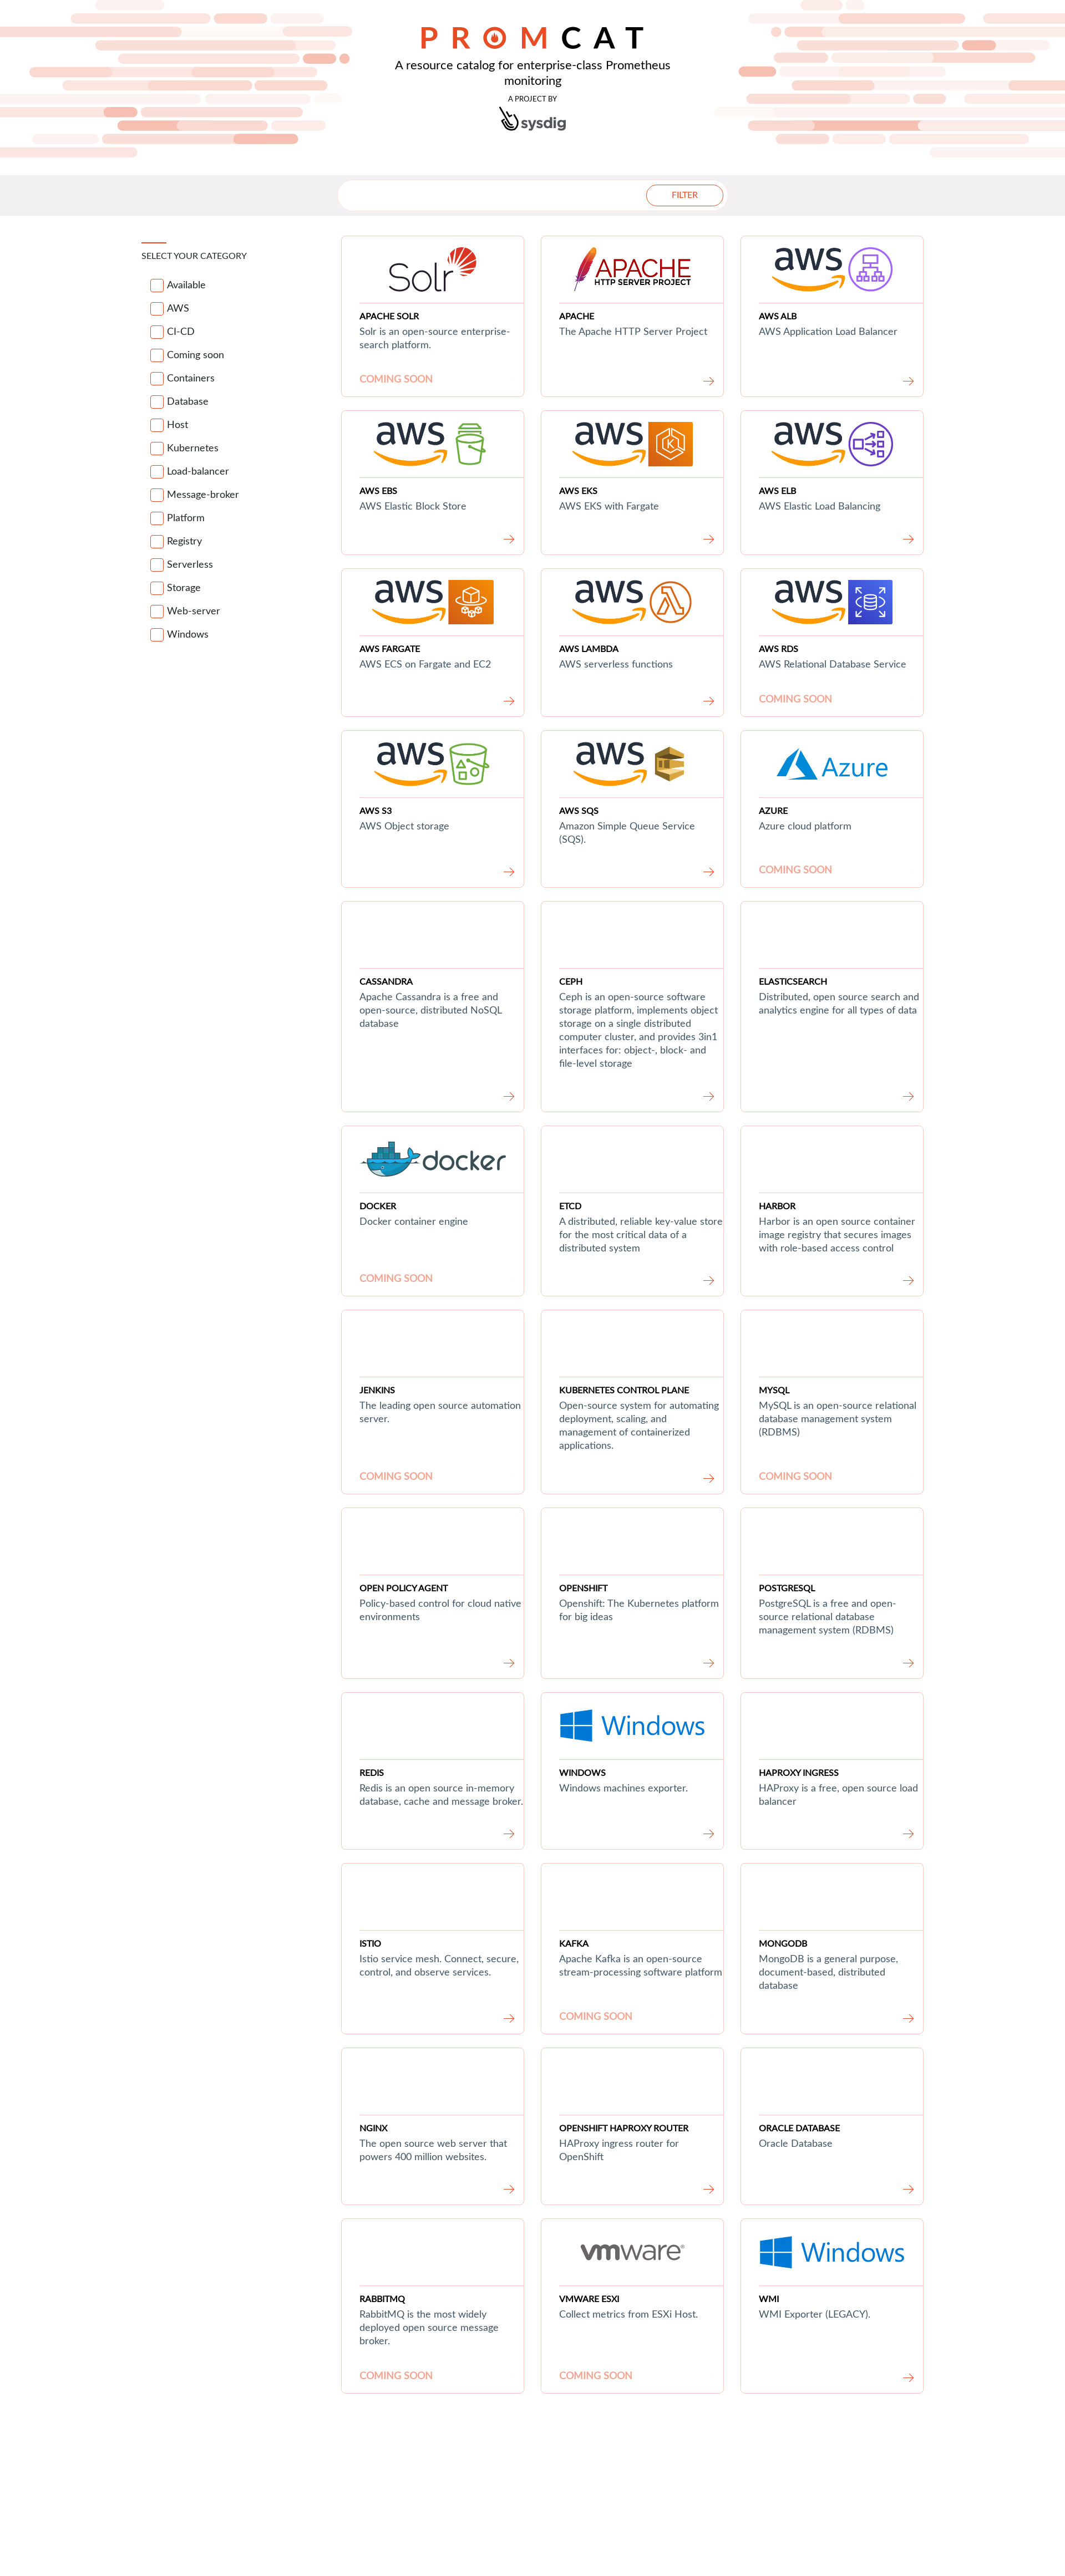 PROMCAT
A resource catalog for enterprise-class Prometheus
monitoring
A PROJECT BY
sysdig
FILTER
SELECT YOUR CATEGORY
Available
AWS
CI-CD
Coming soon
Containers
Database
Host
Kubernetes
Load-balancer
Message-broker
Platform
Registry
Serverless
Storage
Web-server
Windows
Solr
APACHE SOLR
Solr is an open-source enterprise-
search platform.
COMING SOON
APACHE
HTTP SERVER PROJECT
APACHE
The Apache HTTP Server Project
aws
AWS ALB
AWS Application Load Balancer
aws
AWS EBS
AWS Elastic Block Store
aws
K
AWS EKS
AWS EKS with Fargate
aws
AWS ELB
AWS Elastic Load Balancing
aws
AWS FARGATE
AWS ECS on Fargate and EC2
aws
AWS LAMBDA
AWS serverless functions
aws
AWS RDS
AWS Relational Database Service
COMING SOON
aws
AWS S3
AWS Object storage
aws
AWS SQS
Amazon Simple Queue Service
(SQS).
Azure
AZURE
Azure cloud platform
COMING SOON
CASSANDRA
Apache Cassandra is a free and
open-source, distributed NoSQL
database
CEPH
Ceph is an open-source software
storage platform, implements object
storage on a single distributed
computer cluster, and provides 3in1
interfaces for: object-, block- and
file-level storage
ELASTICSEARCH
Distributed, open source search and
analytics engine for all types of data
docker
DOCKER
Docker container engine
COMING SOON
ETCD
A distributed, reliable key-value store
for the most critical data of a
distributed system
HARBOR
Harbor is an open source container
image registry that secures images
with role-based access control
JENKINS
The leading open source automation
server.
COMING SOON
KUBERNETES CONTROL PLANE
Open-source system for automating
deployment, scaling, and
management of containerized
applications.
MYSQL
MySQL is an open-source relational
database management system
(RDBMS)
COMING SOON
OPEN POLICY AGENT
Policy-based control for cloud native
environments
OPENSHIFT
Openshift: The Kubernetes platform
for big ideas
POSTGRESQL
PostgreSQL is a free and open-
source relational database
management system (RDBMS)
REDIS
Redis is an open source in-memory
database, cache and message broker.
Windows
WINDOWS
Windows machines exporter.
HAPROXY INGRESS
HAProxy is a free, open source load
balancer
ISTIO
Istio service mesh. Connect, secure,
control, and observe services.
KAFKA
Apache Kafka is an open-source
stream-processing software platform
COMING SOON
MONGODB
MongoDB is a general purpose,
document-based, distributed
database
NGINX
The open source web server that
powers 400 million websites.
OPENSHIFT HAPROXY ROUTER
HAProxy ingress router for
OpenShift
ORACLE DATABASE
Oracle Database
RABBITMQ
RabbitMQ is the most widely
deployed open source message
broker.
COMING SOON
vmware®
VMWARE ESXI
Collect metrics from ESXi Host.
COMING SOON
Windows
WMI
WMI Exporter (LEGACY).